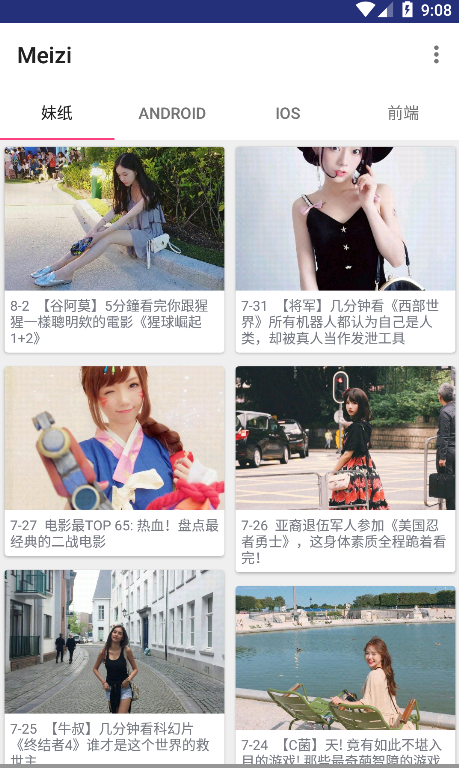 9:08
Meizi
妹纸 ANDROID IOS 前端
8-2 【谷阿莫】5分鐘看完你跟猩
猩一樣聰明欸的電影《猩球崛起
1+2》
7-31 【将军】几分钟看《西部世
界》所有机器人都认为自己是人
类，却被真人当作发泄工具
7-27 电影最TOP 65: 热血！盘点最
经典的二战电影
7-26 亚裔退伍军人参加《美国忍
者勇士》，这身体素质全程跪着看
完！
7-25 【牛叔】几分钟看科幻片
《终结者4》谁才是这个世界的救
世主
7-24 【C菌】天! 竟有如此不堪入
目的游戏! 那些最奇葩智障的游戏